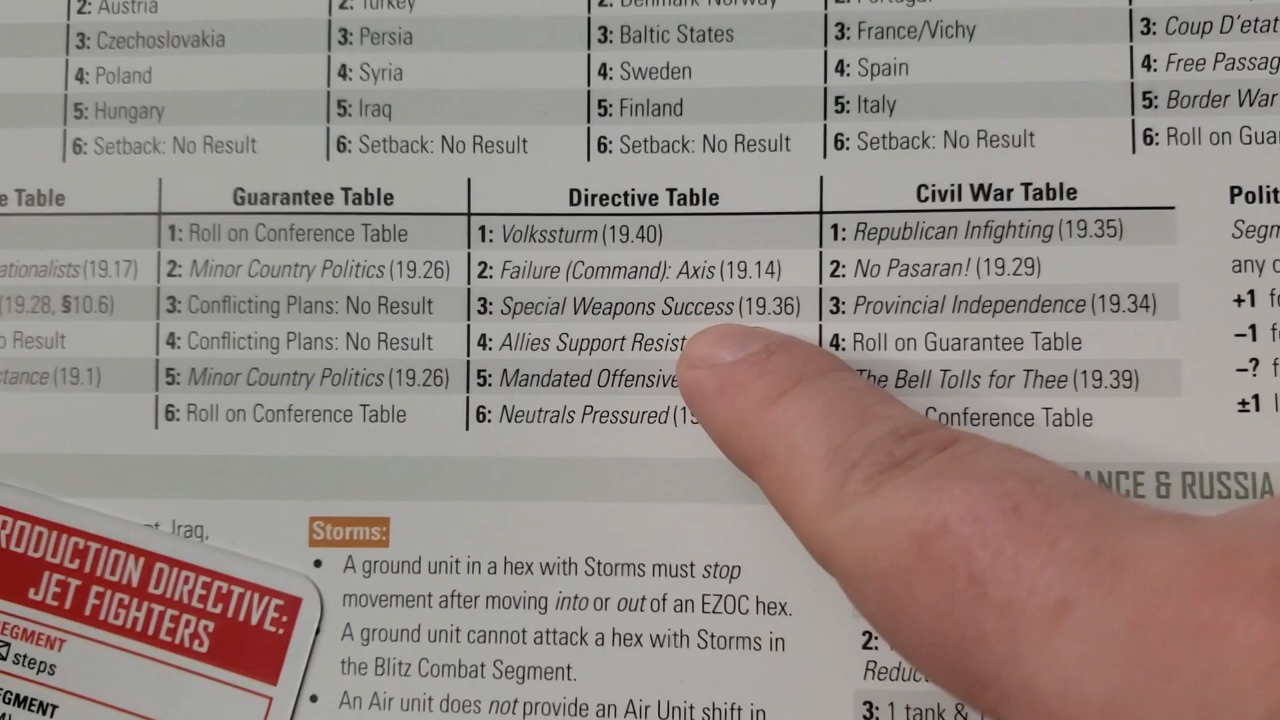 2: Austria
3: Czechoslovakia
4: Poland
5: Hungary
6: Setback: No Result
2: Turkey
3: Persia
4: Syria
5: Iraq
6: Setback: No Result
2: Denmark-Norway
3: Baltic States
4: Sweden
5: Finland
6: Setback: No Result
2: Portugal
3: France/Vichy
4: Spain
5: Italy
6: Setback: No Result
3: Coup D'etat
4: Free Passag
5: Border War
6: Roll on Gua
e Table
ationalists (19.17)
(19.28, §10.6)
o Result
tance (19.1)
Guarantee Table
1: Roll on Conference Table
2: Minor Country Politics (19.26)
3: Conflicting Plans: No Result
4: Conflicting Plans: No Result
5: Minor Country Politics (19.26)
6: Roll on Conference Table
Directive Table
1: Volkssturm (19.40)
2: Failure (Command): Axis (19.14)
3: Special Weapons Success (19.36)
4: Allies Support Resist
5: Mandated Offensive
6: Neutrals Pressured (19
Civil War Table
1: Republican Infighting (19.35)
2: No Pasaran! (19.29)
3: Provincial Independence (19.34)
4: Roll on Guarantee Table
The Bell Tolls for Thee (19.39)
Conference Table
Polit
Segm
any c
+1 fo
−1 f
−? f
±1 l
ANCE & RUSSIA
Iraq,
RODUCTION DIRECTIVE:
JET FIGHTERS
EGMENT
steps
GMENT
Storms:
• A ground unit in a hex with Storms must stop
movement after moving into or out of an EZOC hex.
A ground unit cannot attack a hex with Storms in
the Blitz Combat Segment.
• An Air unit does not provide an Air Unit shift in
2:
Reduc
3: 1 tank &